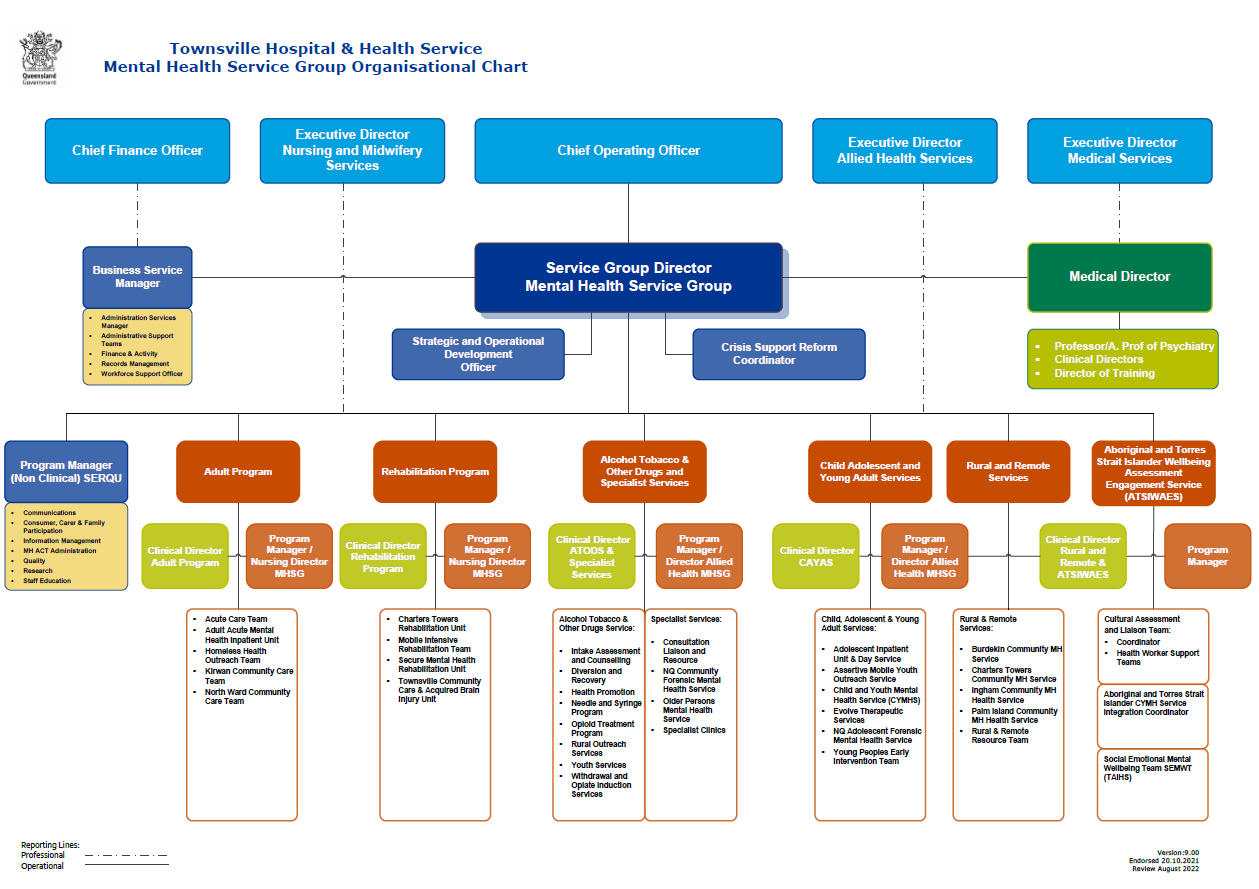 Queensland
Government
Townsville Hospital & Health Service
Mental Health Service Group Organisational Chart
Chief Finance Officer
Executive Director
Nursing and Midwifery
Services
Chief Operating Officer
Executive Director
Allied Health Services
Executive Director
Medical Services
Business Service
Manager
• Administration Services
Manager
• Administrative Support
Teams
• Finance & Activity
• Records Management
• Workforce Support Officer
Service Group Director
Mental Health Service Group
Medical Director
Strategic and Operational
Development
Officer
Crisis Support Reform
Coordinator
▪ Professor/A. Prof of Psychiatry
▪ Clinical Directors
▪ Director of Training
Program Manager
(Non Clinical) SERQU
• Communications
• Consumer, Carer & Family
Participation
• Information Management
• MH ACT Administration
• Quality
• Research
• Staff Education
Adult Program
Clinical Director
Adult Program
Program
Manager /
Nursing Director
MHSG
• Acute Care Team
• Adult Acute Mental
Health Inpatient Unit
• Homeless Health
Outreach Team
• Kirwan Community Care
Team
• North Ward Community
Care Team
Rehabilitation Program
Clinical Director
Rehabilitation
Program
Program
Manager /
Nursing Director
MHSG
• Charters Towers
Rehabilitation Unit
• Mobile Intensive
Rehabilitation Team
• Secure Mental Health
Rehabilitation Unit
• Townsville Community
Care & Acquired Brain
Injury Unit
Alcohol Tobacco &
Other Drugs and
Specialist Services
Clinical Director
ATODS &
Specialist
Services
Program
Manager /
Director Allied
Health MHSG
Alcohol Tobacco &
Other Drugs Service:
• Intake Assessment
and Counselling
• Diversion and
Recovery
• Health Promotion
• Needle and Syringe
Program
• Opioid Treatment
Program
• Rural Outreach
Services
• Youth Services
• Withdrawal and
Opiate Induction
Services
Specialist Services:
• Consultation
Liaison and
Resource
• NQ Community
Forensic Mental
Health Service
• Older Persons
Mental Health
Service
• Specialist Clinics
Child Adolescent and
Young Adult Services
Clinical Director
CAYAS
Program
Manager /
Director Allied
Health MHSG
Child, Adolescent & Young
Adult Services:
• Adolescent Inpatient
Unit & Day Service
• Assertive Mobile Youth
Outreach Service
• Child and Youth Mental
Health Service (CYMHS)
• Evolve Therapeutic
Services
• NQ Adolescent Forensic
Mental Health Service
• Young Peoples Early
Intervention Team
Rural and Remote
Services
Rural & Remote
Services:
• Burdekin Community MH
Service
• Charters Towers
Community MH Service
• Ingham Community MH
Health Service
• Palm Island Community
MH Health Service
• Rural & Remote
Resource Team
Aboriginal and Torres
Strait Islander Wellbeing
Assessment
Engagement Service
(ATSIWAES)
Clinical Director
Rural and
Remote &
ATSIWAES
Program
Manager
Cultural Assessment
and Liaison Team:
• Coordinator
• Health Worker Support
Teams
Aboriginal and Torres Strait
Islander CYMH Service
Integration Coordinator
Social Emotional Mental
Wellbeing Team SEMWT
(TAIHS)
Reporting Lines:
Professional
Operational
Version:9.00
Endorsed 20.10.2021
Review August 2022